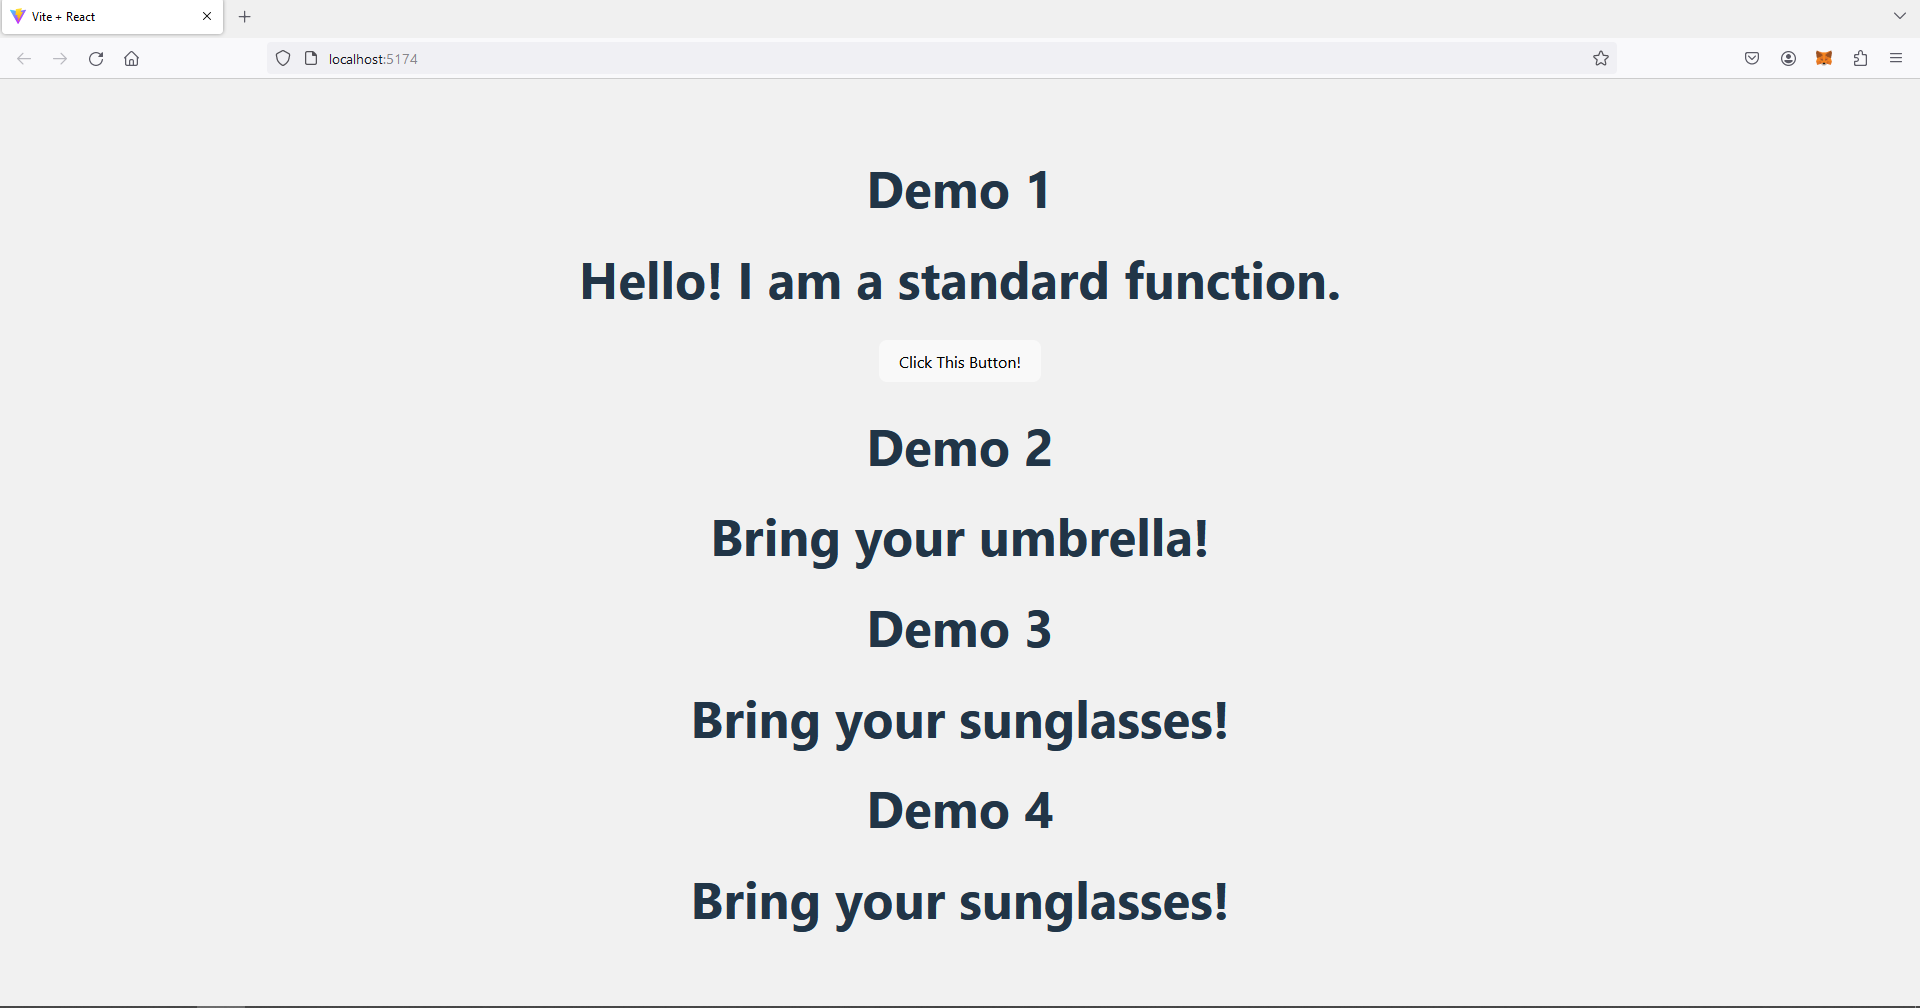 Vite + React
localhost:5174
Demo 1
Hello! I am a standard function.
Click This Button!
Demo 2
Bring your umbrella!
Demo 3
Bring your sunglasses!
Demo 4
Bring your sunglasses!